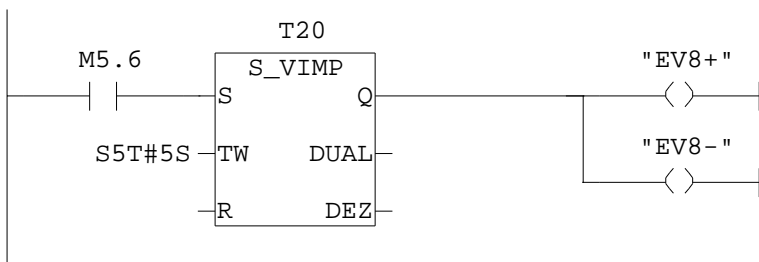 T20
M5.6
S_VIMP
"EV8+"
S
Q
"EV8-"
S5T#5S
TW
DUAL
R
DEZ